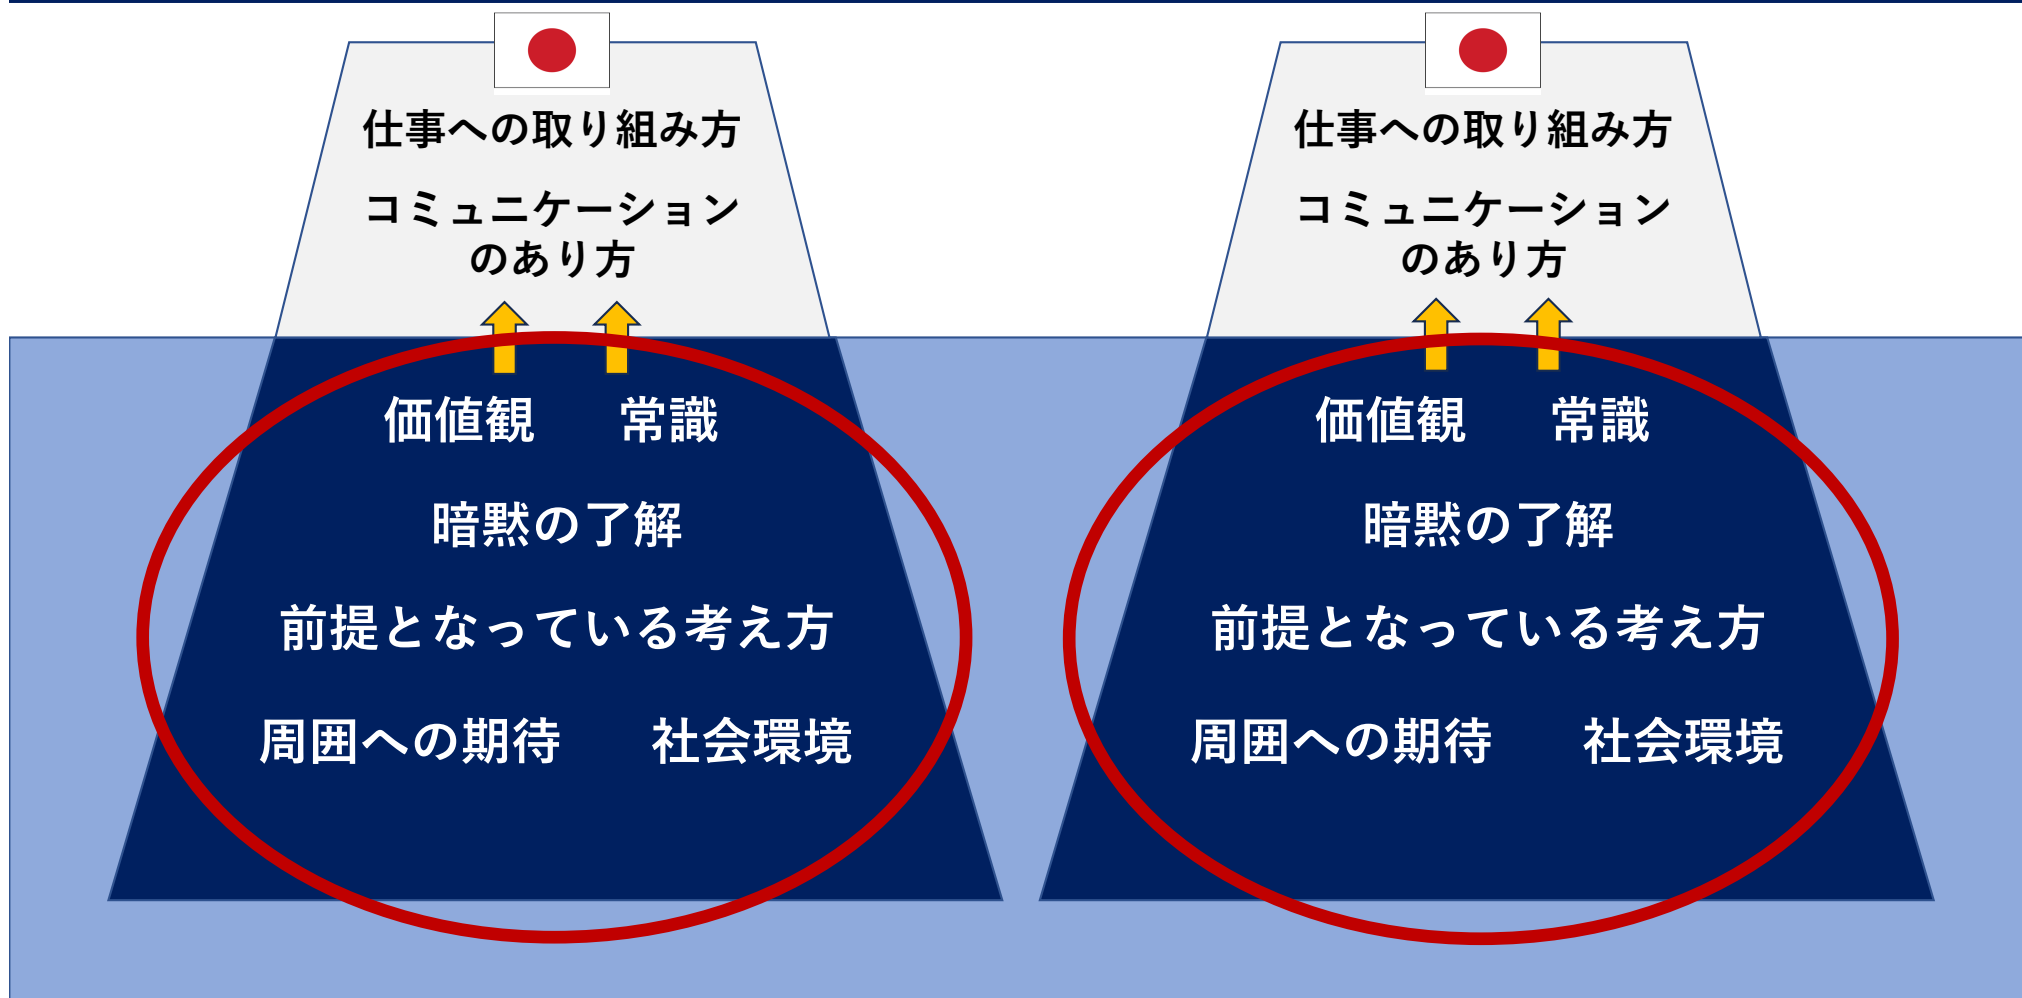 仕事への取り組み方
コミュニケーション
のあり方
価値観 常識
暗黙の了解
前提となっている考え方
周囲への期待 社会環境
仕事への取り組み方
コミュニケーション
のあり方
価値観 常識
暗黙の了解
前提となっている考え方
周囲への期待 社会環境